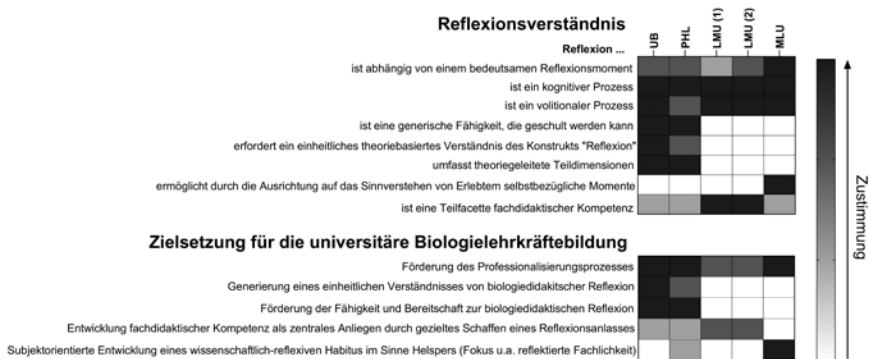 Reflexionsverständnis
Reflexion ...
UB
PHL
LMU (1)
LMU (2)
MLU
ist abhängig von einem bedeutsamen Reflexionsmoment
ist ein kognitiver Prozess
ist ein volitionaler Prozess
ist eine generische Fähigkeit, die geschult werden kann
erfordert ein einheitliches theoriebasiertes Verständnis des Konstrukts "Reflexion"
umfasst theoriegeleitete Teildimensionen
ermöglicht durch die Ausrichtung auf das Sinnverstehen von Erlebtem selbstbezügliche Momente
ist eine Teilfacette fachdidaktischer Kompetenz
Zustimmung
Zielsetzung für die universitäre Biologielehrkräftebildung
Förderung des Professionalisierungsprozesses
Generierung eines einheitlichen Verständnisses von biologiedidakitscher Reflexion
Förderung der Fähigkeit und Bereitschaft zur biologiedidaktischen Reflexion
Entwicklung fachdidaktischer Kompetenz als zentrales Anliegen durch gezieltes Schaffen eines Reflexionsanlasses
Subjektorientierte Entwicklung eines wissenschaftlich-reflexiven Habitus im Sinne Helspers (Fokus u.a. reflektierte Fachlichkeit)